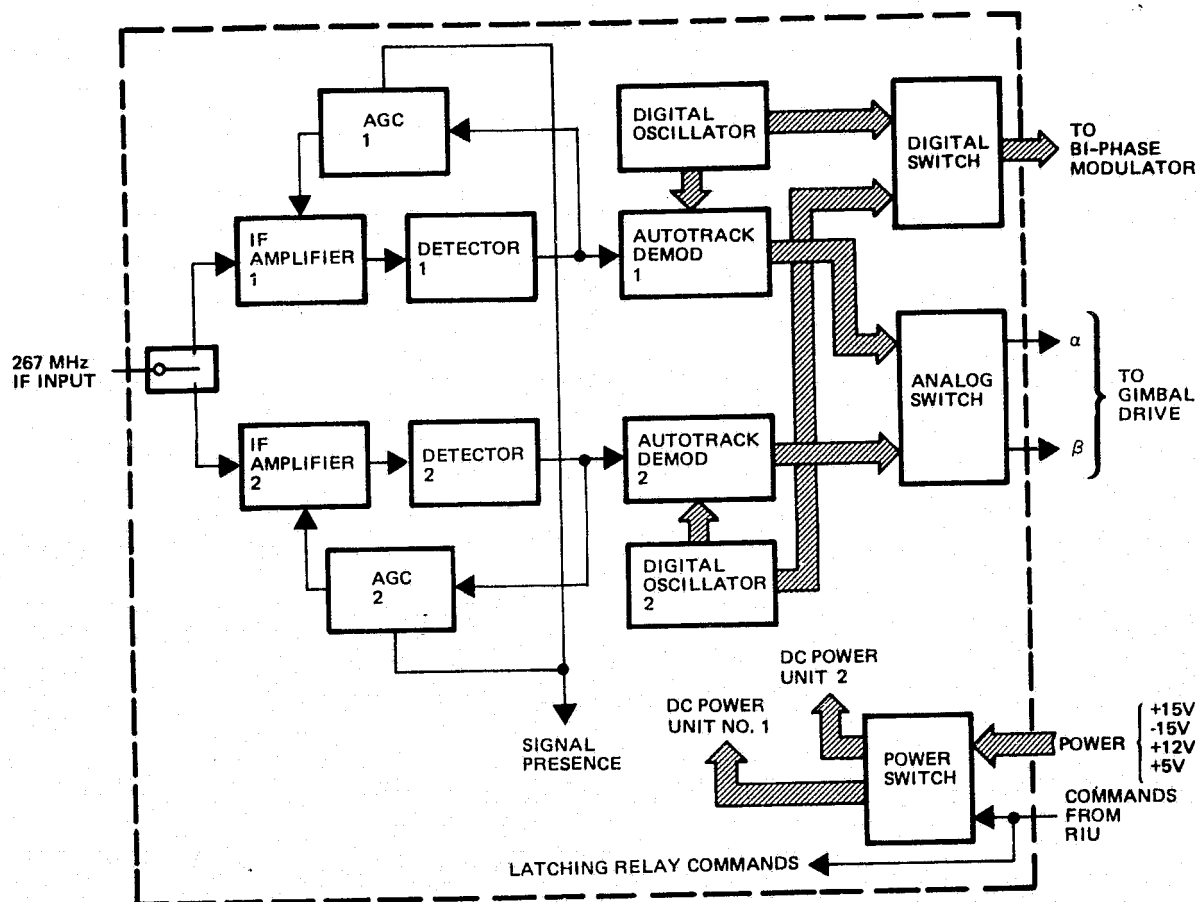 AGC
1
DIGITAL
OSCILLATOR
DIGITAL
SWITCH
TO
BI-PHASE
MODULATOR
IF
AMPLIFIER
1
DETECTOR
1
AUTOTRACK
DEMOD
1
267 MHz
IF INPUT
ANALOG
SWITCH
α
β
TO
GIMBAL
DRIVE
IF
AMPLIFIER
2
DETECTOR
2
AUTOTRACK
DEMOD
2
AGC
2
DIGITAL
OSCILLATOR
2
SIGNAL
PRESENCE
DC POWER
UNIT 2
DC POWER
UNIT NO. 1
POWER
SWITCH
POWER
+15V
-15V
+12V
+5V
COMMANDS
FROM
RIU
LATCHING RELAY COMMANDS